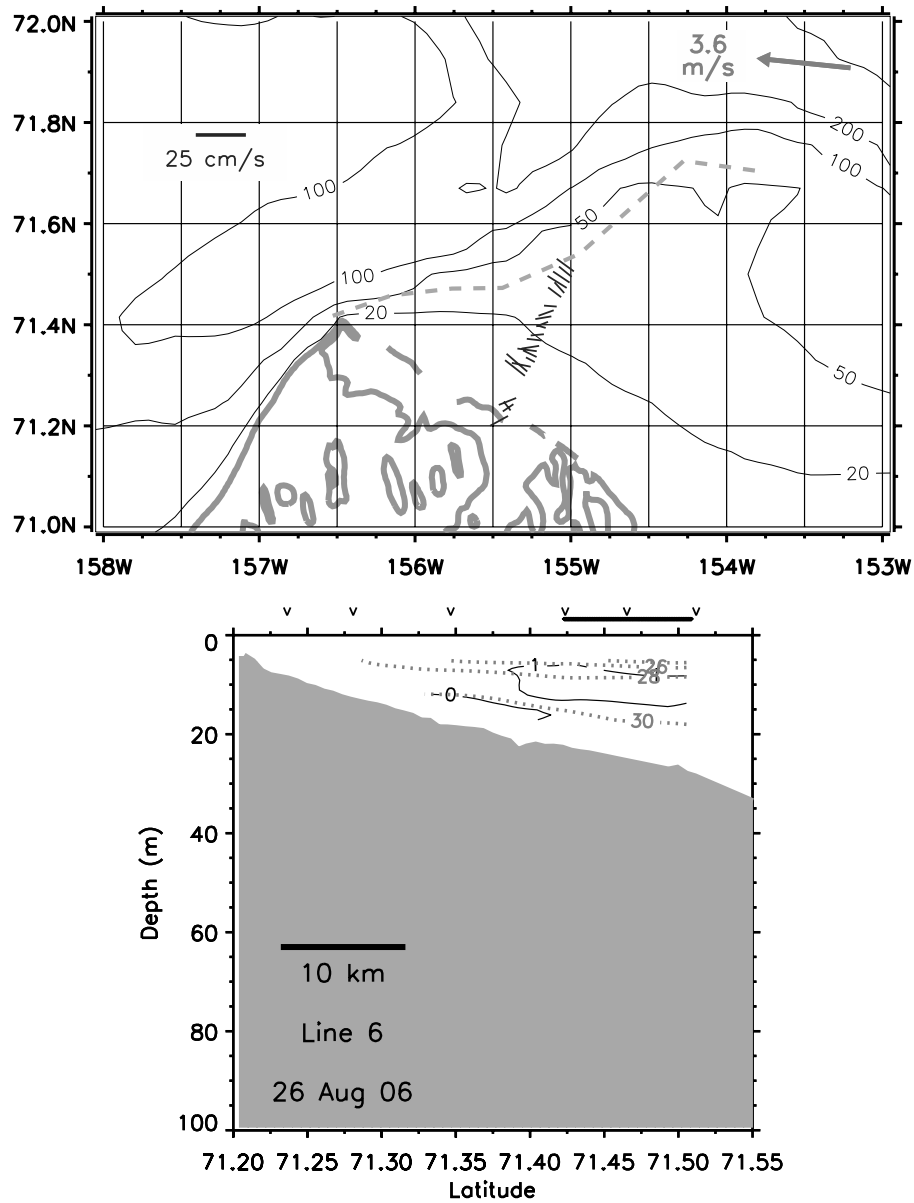 72.0N
71.8N
71.6N
71.4N
71.2N
71.0N
3.6
m/s
25 cm/s
200
100
100
50
100
20
50
20
158W 157W 156W 155W 154W 153W
v v v v v v
0
20
40
60
80
100
Depth (m)
1
26
28
0
30
10 km
Line 6
26 Aug 06
71.20 71.25 71.30 71.35 71.40 71.45 71.50 71.55
Latitude